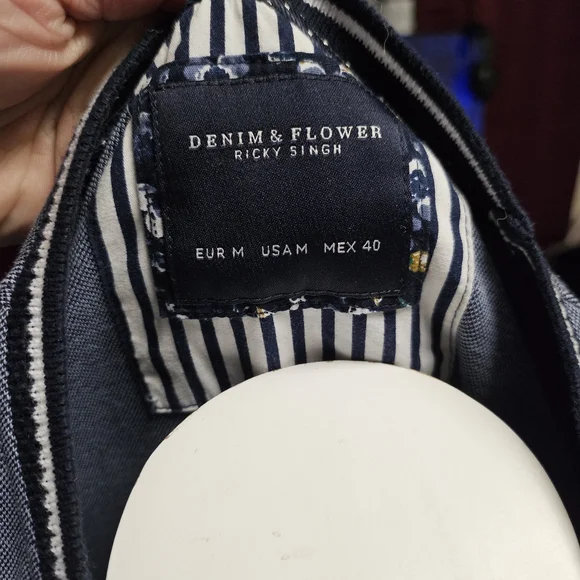 DENIM & FLOWER
RICKY SINGH
EUR M USA M MEX 40